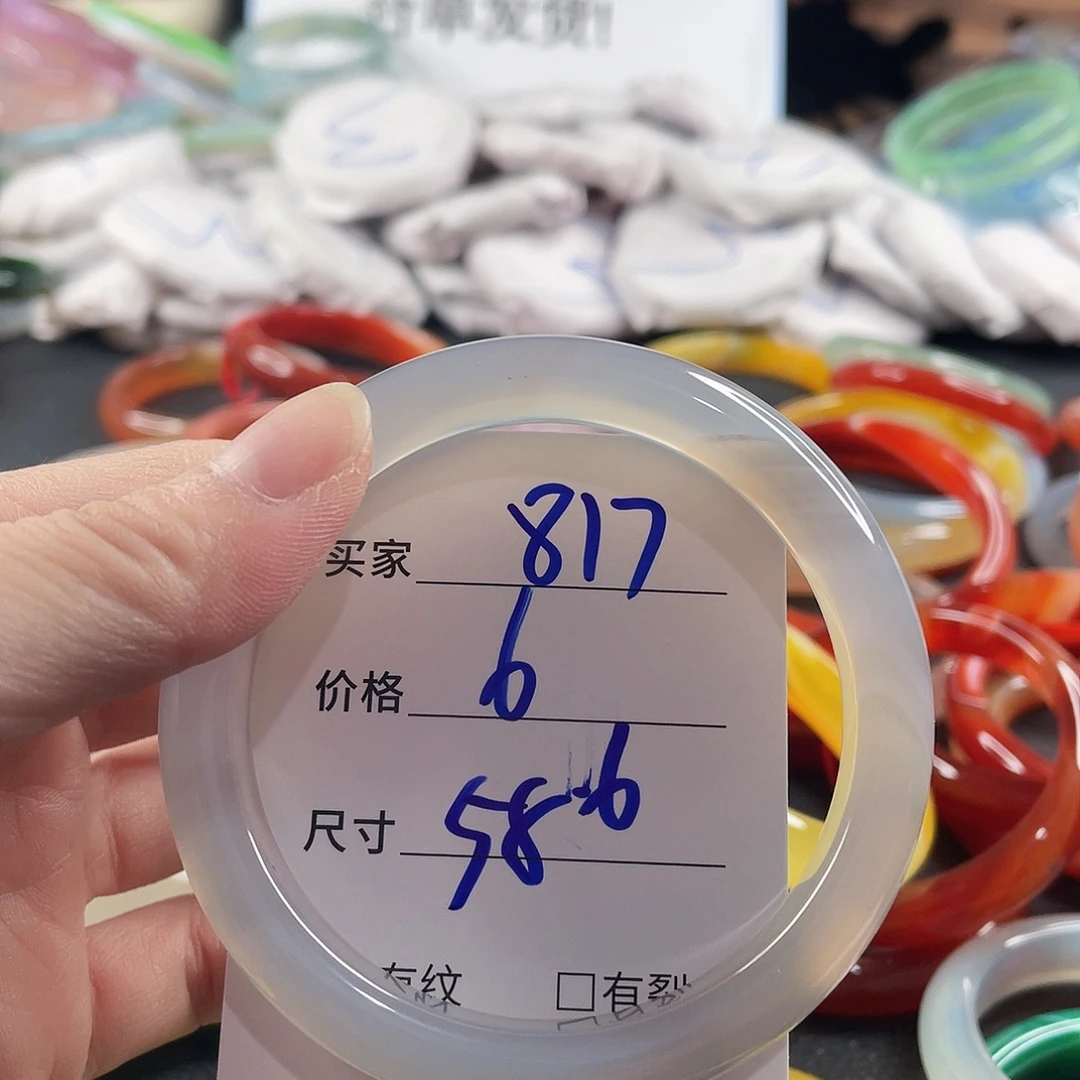 买家 817
价格 6
尺寸 58-6
有纹 □有裂